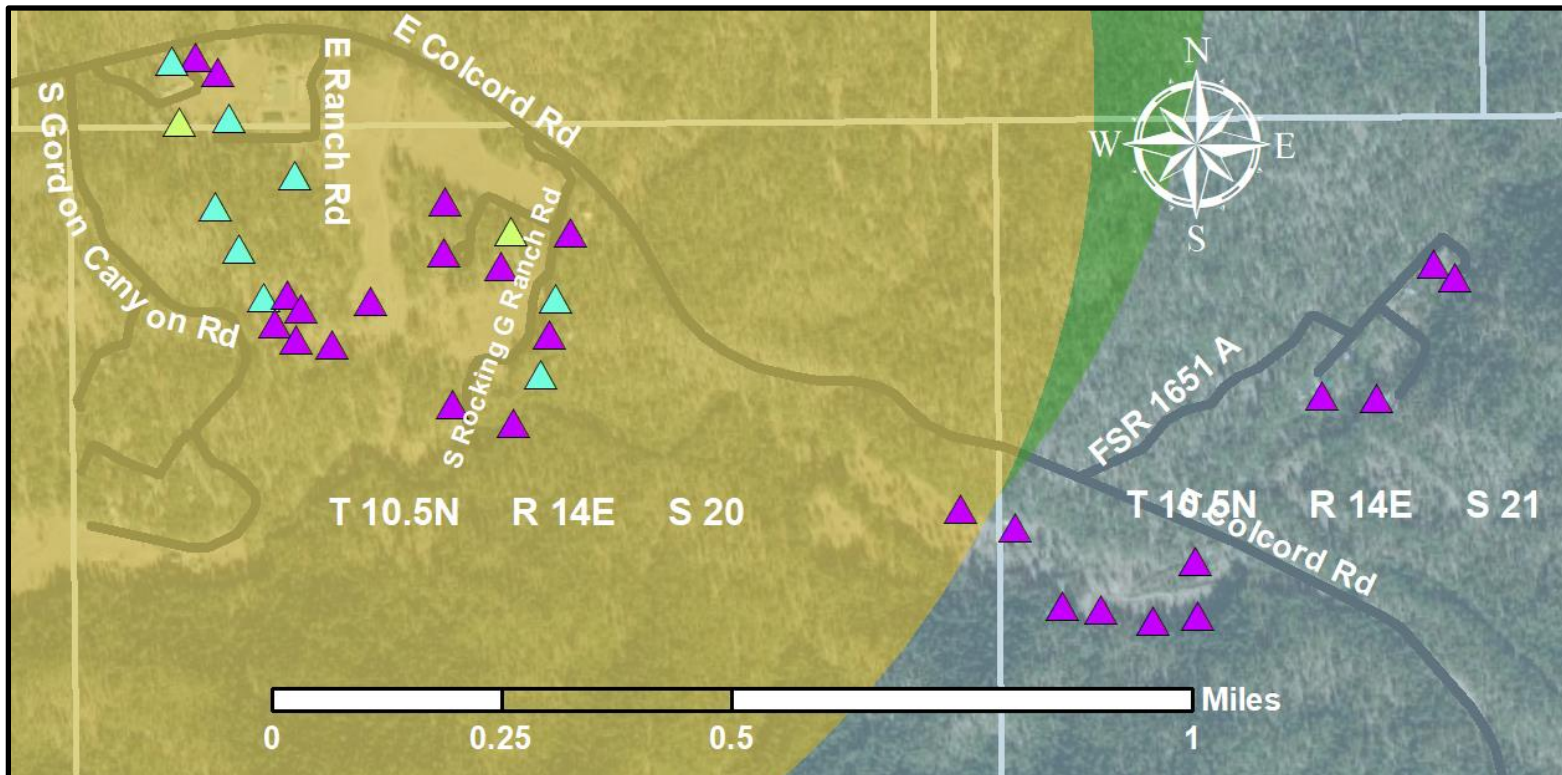 E Colcord Rd
E Ranch Rd
S Gordon Canyon Rd
S Rocking G Ranch Rd
N
W E
S
FSR 1651 A
T 10.5N R 14E S 20
T 10.5N R 14E S 21
E Colcord Rd
Miles
0 0.25 0.5 1